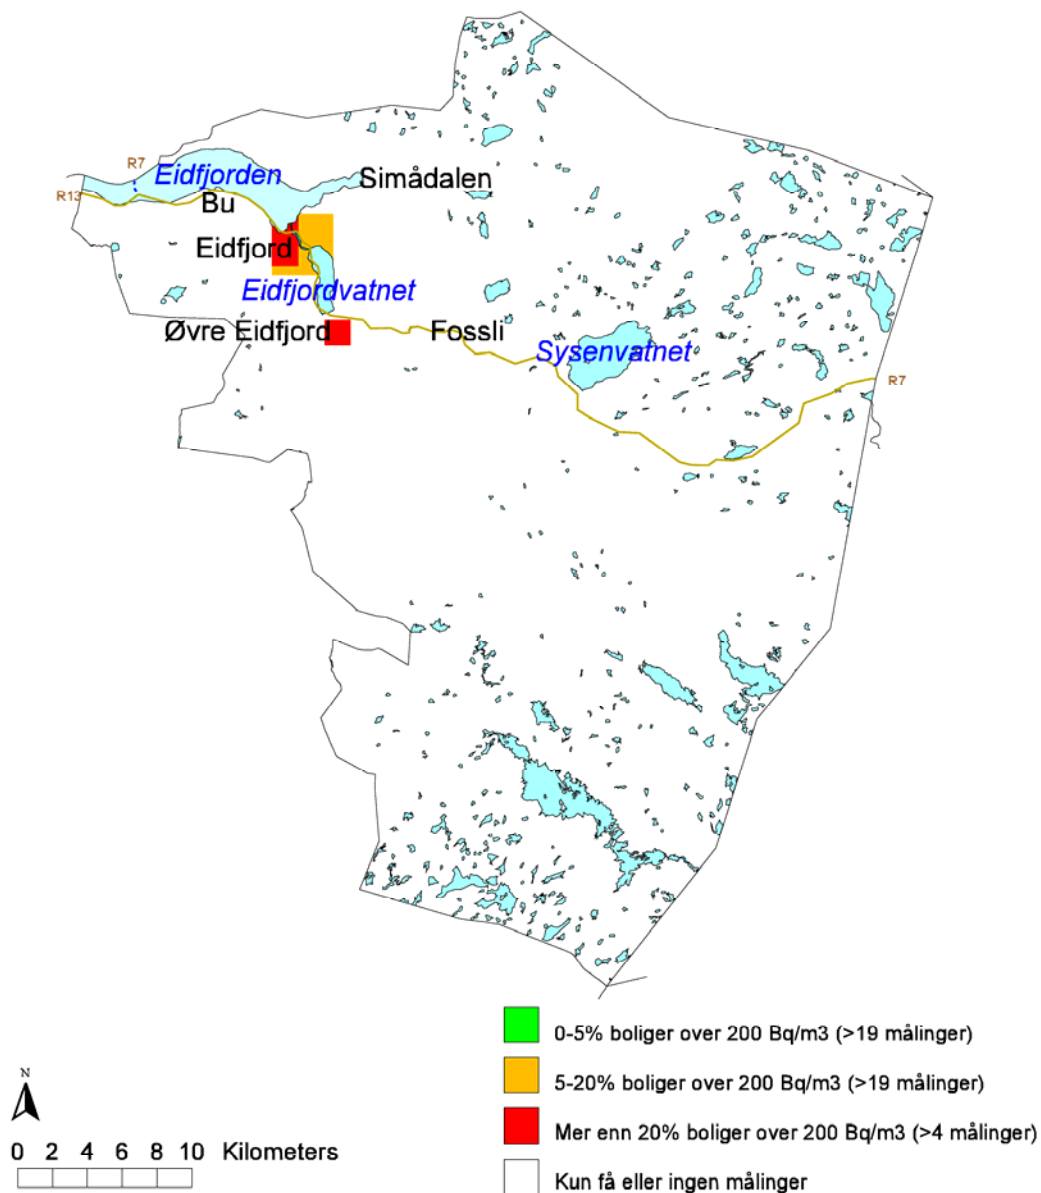 R7
Eidfjorden
Simådalen
R13
Bu
Eidfjord
Eidfjordvatnet
Øvre Eidfjord
Fossli
Sysenvatnet
R7
0-5% boliger over 200 Bq/m3 (>19 målinger)
5-20% boliger over 200 Bq/m3 (>19 målinger)
Mer enn 20% boliger over 200 Bq/m3 (>4 målinger)
Kun få eller ingen målinger
N
0 2 4 6 8 10 Kilometers